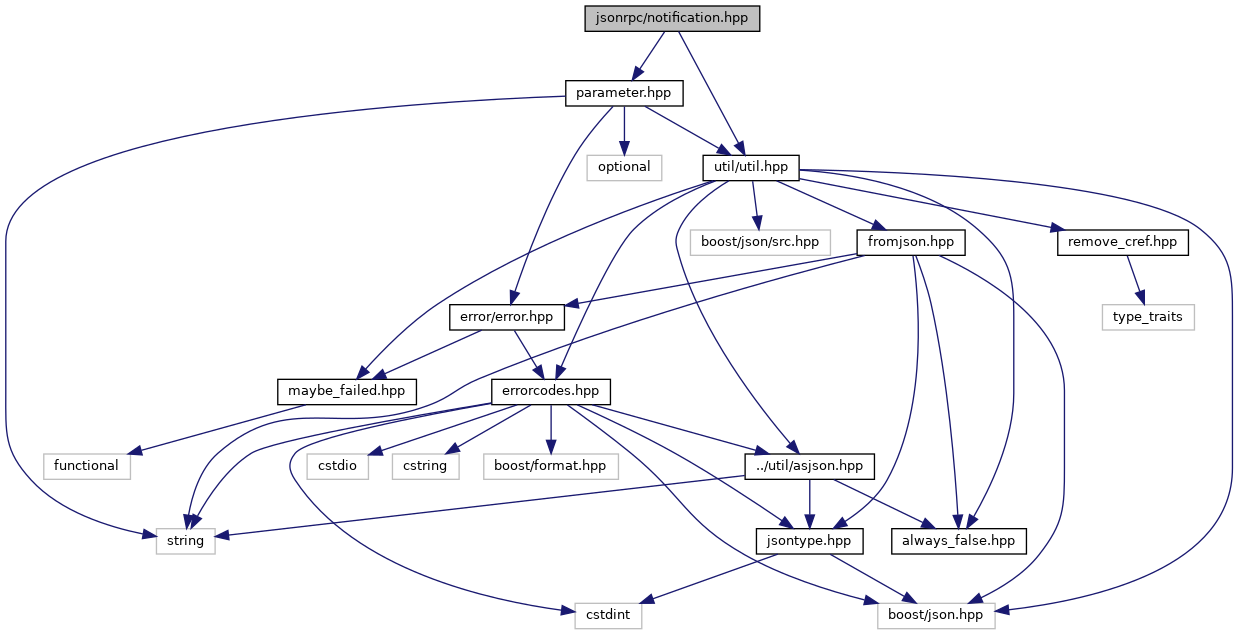 jsonrpc/notification.hpp
parameter.hpp
optional
util/util.hpp
boost/json/src.hpp
fromjson.hpp
remove_cref.hpp
error/error.hpp
type_traits
maybe_failed.hpp
errorcodes.hpp
functional
cstdio
cstring
boost/format.hpp
../util/asjson.hpp
string
jsontype.hpp
always_false.hpp
cstdint
boost/json.hpp